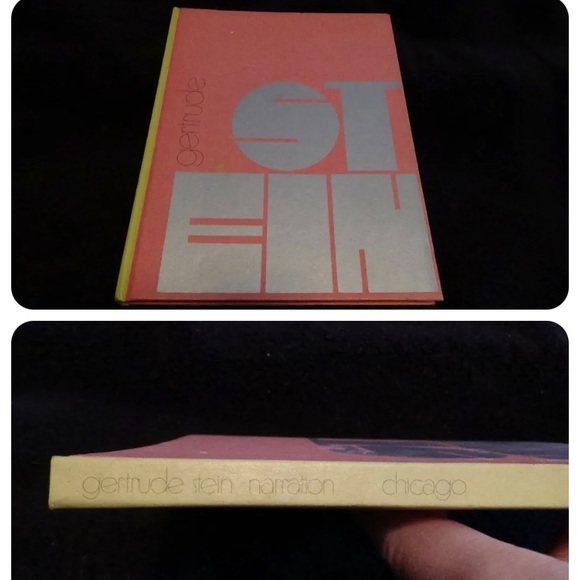 gertrude
ST
EIN
gertrude stein narration chicago